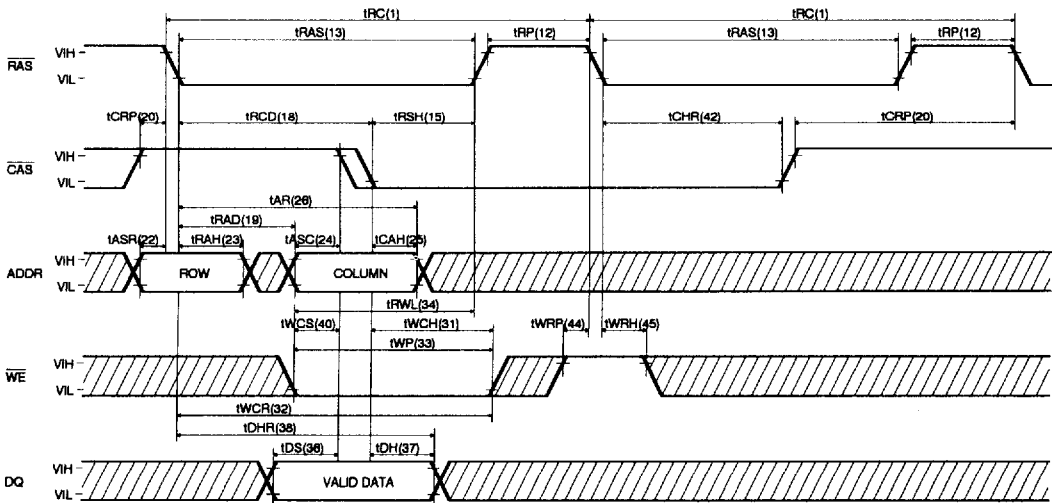 tRC(1) tRC(1)
tRAS(13) tRP(12) tRAS(13) tRP(12)
RAS VIH
VIL
tCRP(20) tRCD(18) tRSH(15) tCHR(42) tCRP(20)
CAS VIH
VIL
tAR(26)
tRAD(19)
tASR(22) tRAH(23) tASC(24) tCAH(25)
ADDR VIH ROW COLUMN
VIL
tRWL(34)
tWCS(40) tWCH(31) tWRP(44) tWRH(45)
tWP(33)
WE VIH
VIL
tWCR(32)
tDHR(38)
tDS(36) tDH(37)
DQ VIH VALID DATA
VIL